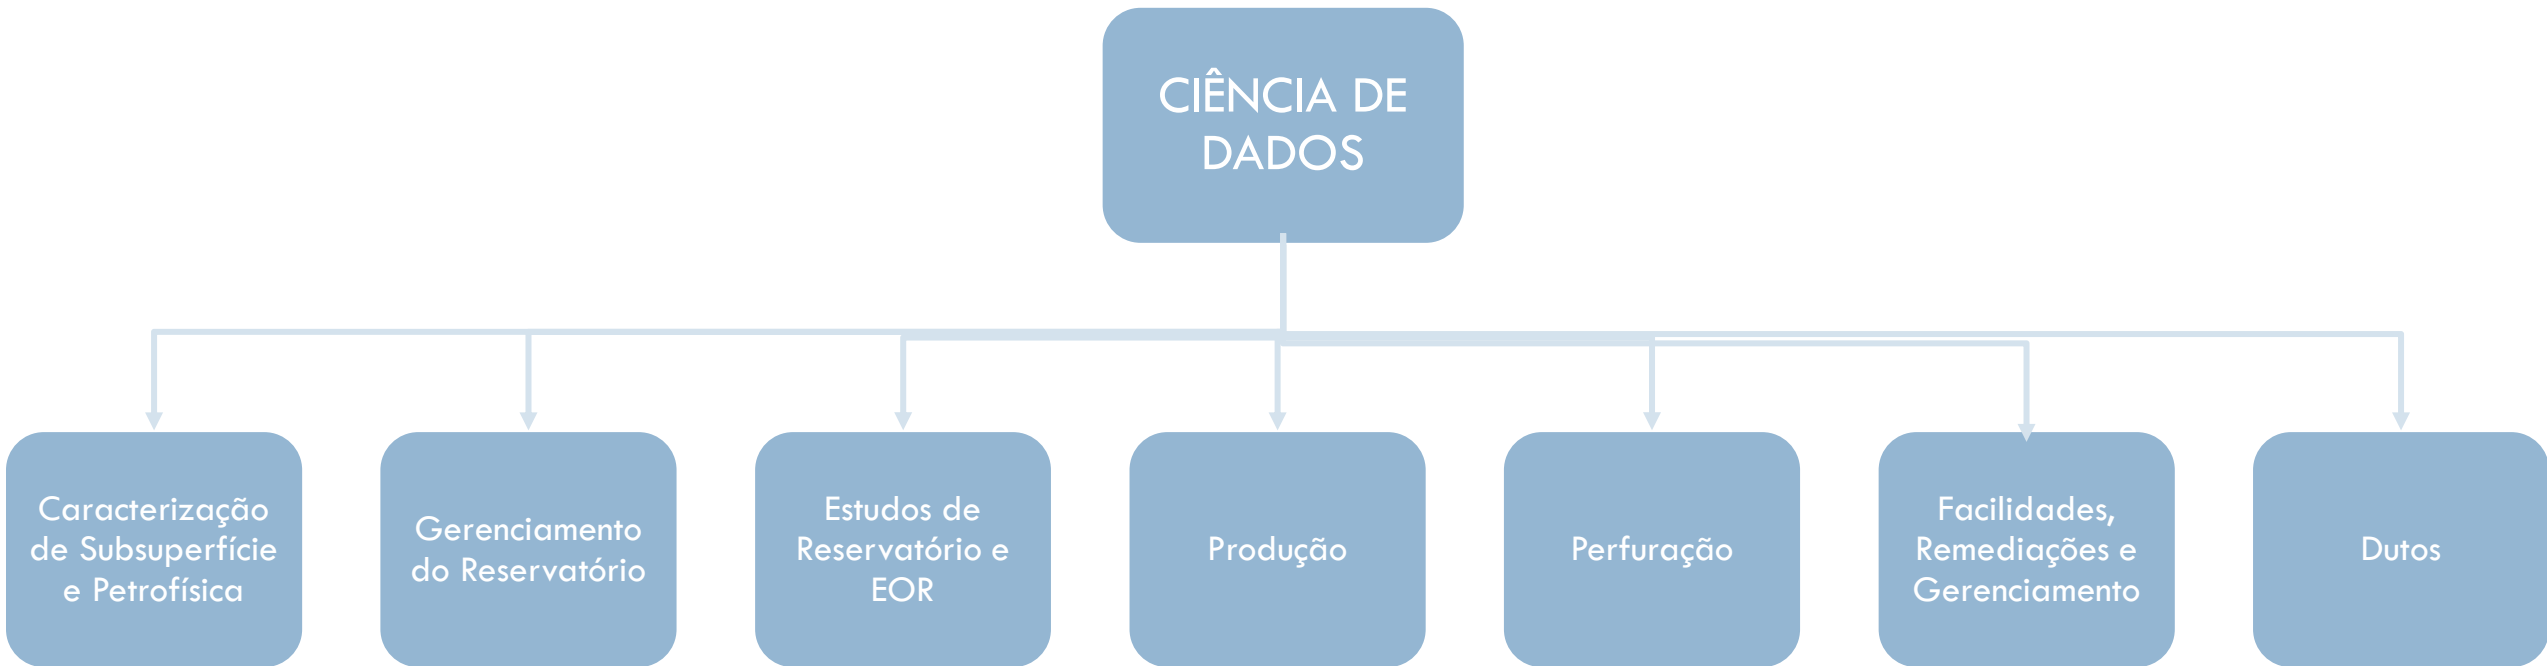 CIÊNCIA DE
DADOS
Caracterização
de Subsuperfície
e Petrofísica
Gerenciamento
do Reservatório
Estudos de
Reservatório e
EOR
Produção
Perfuração
Facilidades,
Remediações e
Gerenciamento
Dutos